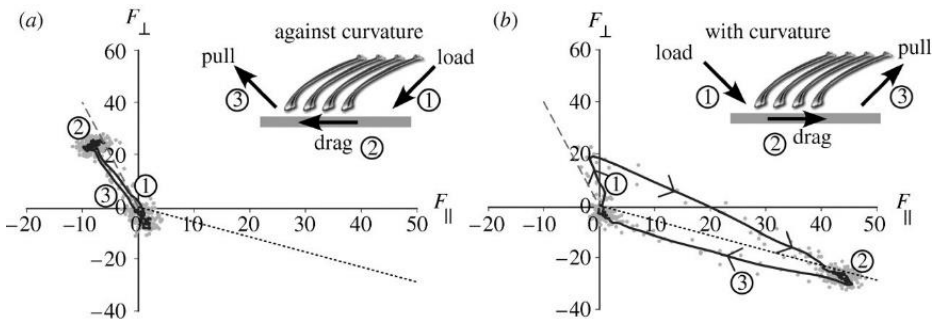 (a)
F⊥
against curvature
pull
load
③
①
drag ②
60
40
20
0
−20
−40
②
③
①
−20 −10 0 10 20 30 40 50
F||
(b)
F⊥
with curvature
load
pull
①
③
drag
②
60
40
20
0
−20
−40
①
②
③
−20 −10 0 10 20 30 40 50
F||